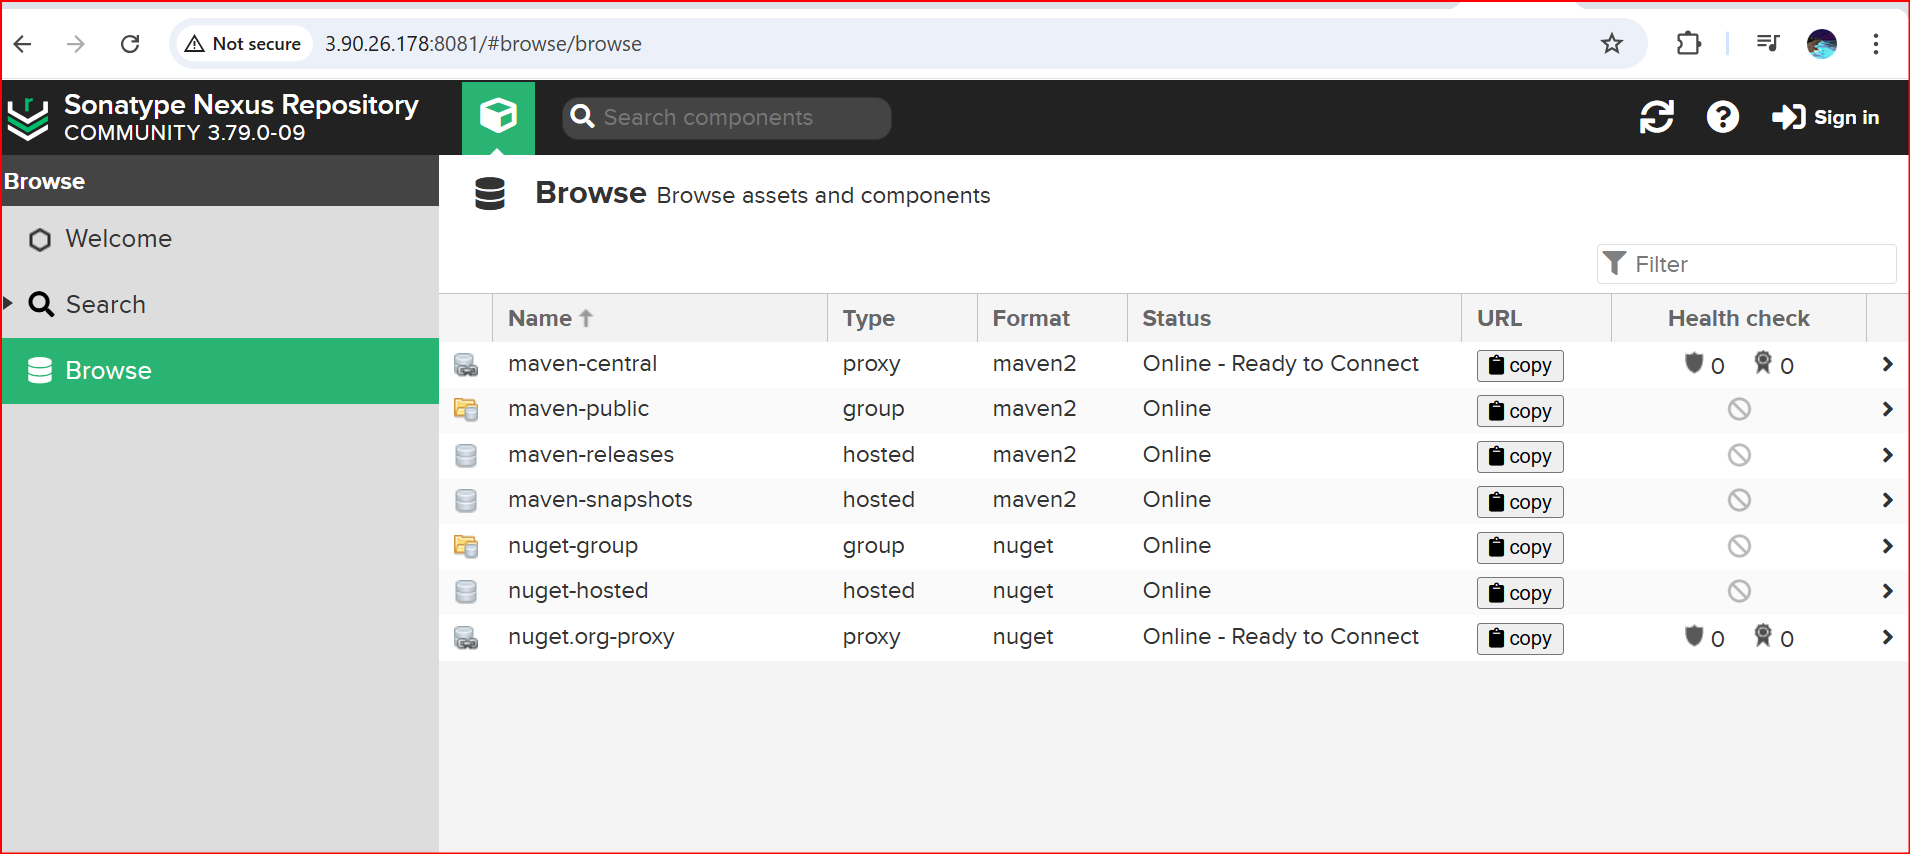 Not secure 3.90.26.178:8081/#browse/browse
Sonatype Nexus Repository
COMMUNITY 3.79.0-09
Search components
Sign in
Browse
Welcome
Search
Browse
Browse Browse assets and components
Filter
Name Type Format Status URL Health check
maven-central proxy maven2 Online - Ready to Connect copy 0 0
maven-public group maven2 Online copy
maven-releases hosted maven2 Online copy
maven-snapshots hosted maven2 Online copy
nuget-group group nuget Online copy
nuget-hosted hosted nuget Online copy
nuget.org-proxy proxy nuget Online - Ready to Connect copy 0 0